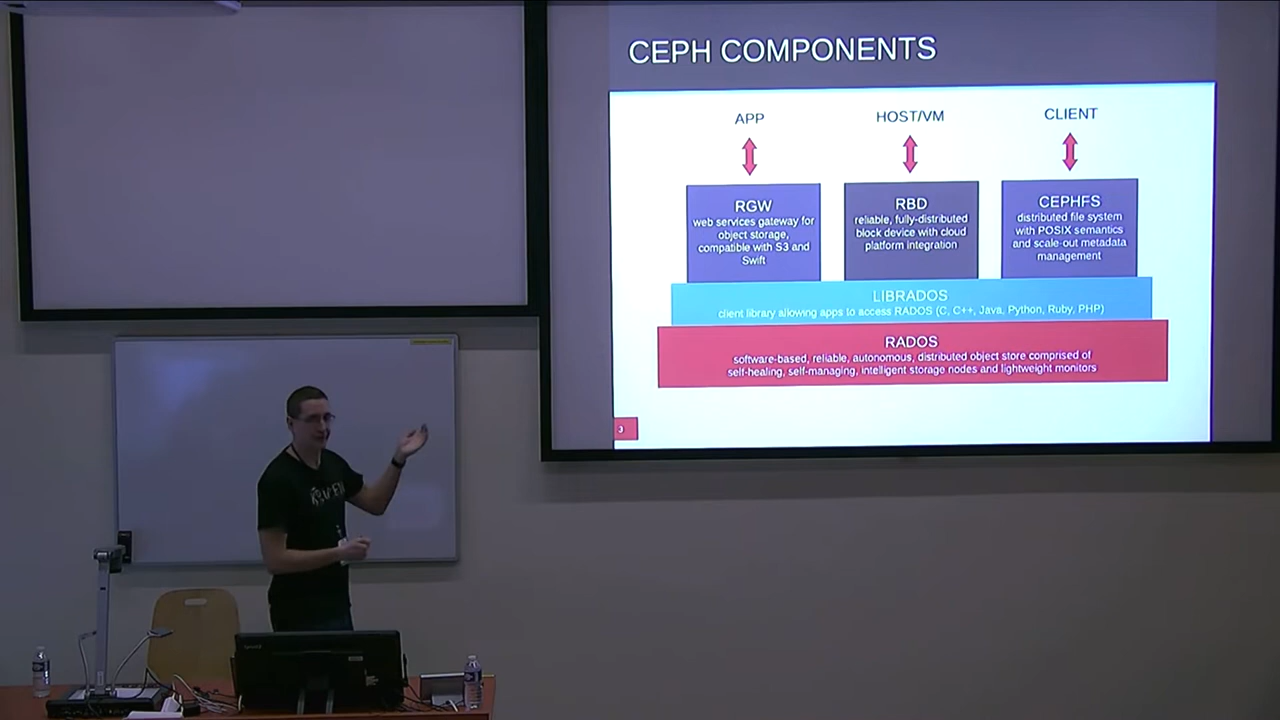 CEPH COMPONENTS
APP
HOST/VM
CLIENT
RGW
web services gateway for
object storage,
compatible with S3 and
Swift
RBD
reliable, fully-distributed
block device with cloud
platform integration
CEPHFS
distributed file system
with POSIX semantics
and scale-out metadata
management
LIBRADOS
client library allowing apps to access RADOS (C, C++, Java, Python, Ruby, PHP)
RADOS
software-based, reliable, autonomous, distributed object store comprised of
self-healing, self-managing, intelligent storage nodes and lightweight monitors
3